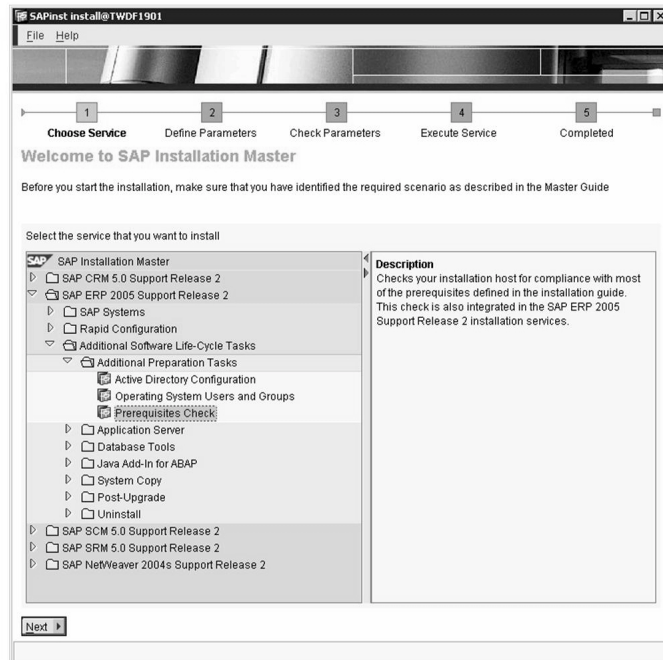 SAPinst install@TWDF1901
File Help
1 2 3 4 5
Choose Service Define Parameters Check Parameters Execute Service Completed
Welcome to SAP Installation Master
Before you start the installation, make sure that you have identified the required scenario as described in the Master Guide
Select the service that you want to install
SAP SAP Installation Master
SAP CRM 5.0 Support Release 2
SAP ERP 2005 Support Release 2
SAP Systems
Rapid Configuration
Additional Software Life-Cycle Tasks
Additional Preparation Tasks
Active Directory Configuration
Operating System Users and Groups
Prerequisites Check
Application Server
Database Tools
Java Add-In for ABAP
System Copy
Post-Upgrade
Uninstall
SAP SCM 5.0 Support Release 2
SAP SRM 5.0 Support Release 2
SAP NetWeaver 2004s Support Release 2
Description
Checks your installation host for compliance with most
of the prerequisites defined in the installation guide.
This check is also integrated in the SAP ERP 2005
Support Release 2 installation services.
Next